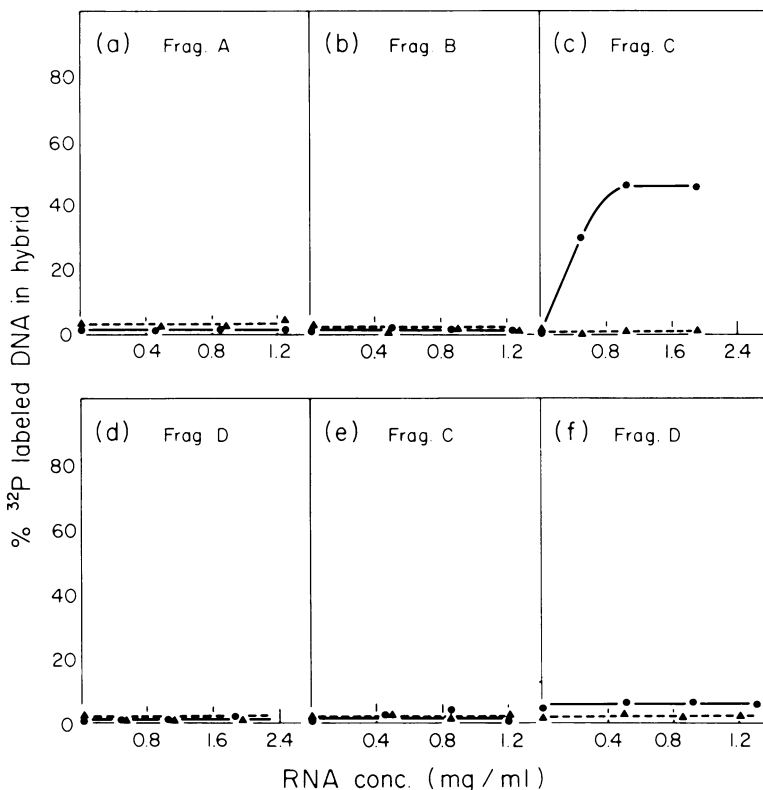 (a) Frag. A
(b) Frag. B
(c) Frag. C
80
60
40
20
0
0.4 0.8 1.2
0.4 0.8 1.2
0.8 1.6 2.4
% ³²P labeled DNA in hybrid
(d) Frag. D
(e) Frag. C
(f) Frag. D
80
60
40
20
0
0.8 1.6 2.4
0.4 0.8 1.2
0.4 0.8 1.2
RNA conc. (mg/ml)